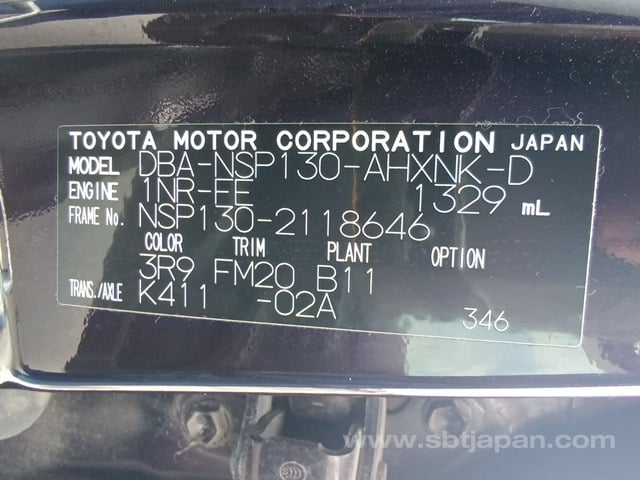 TOYOTA MOTOR CORPORATION JAPAN
MODEL DBA-NSP130-AHXNK-D
ENGINE 1NR-EE 1329 mL
FRAME No. NSP130-2118646
COLOR TRIM PLANT OPTION
3R9 FM20 B11
TRANS./AXLE K411 -02A
346
www.sbtjapan.com